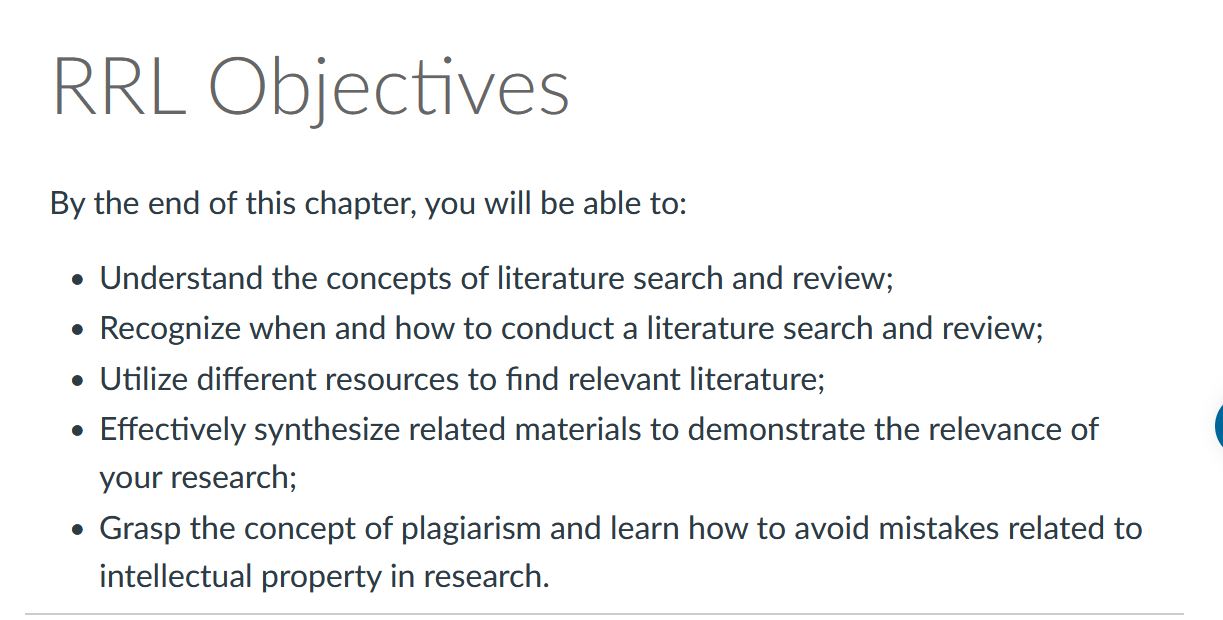 RRL Objectives
By the end of this chapter, you will be able to:
• Understand the concepts of literature search and review;
• Recognize when and how to conduct a literature search and review;
• Utilize different resources to find relevant literature;
• Effectively synthesize related materials to demonstrate the relevance of
your research;
• Grasp the concept of plagiarism and learn how to avoid mistakes related to
intellectual property in research.